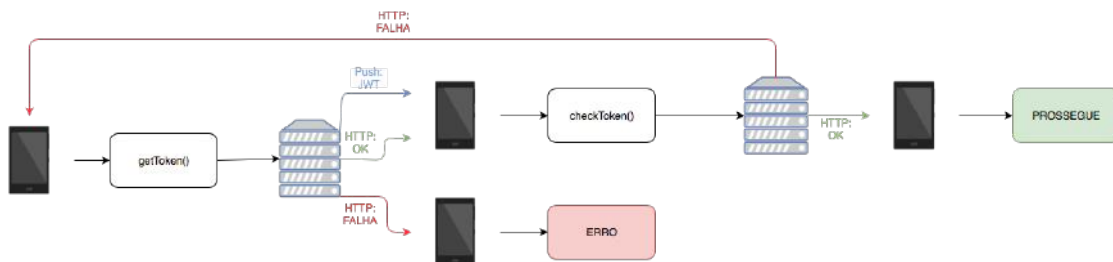 HTTP:
FALHA
Push:
JWT
HTTP:
OK
getToken()
checkToken()
HTTP:
OK
PROSSEGUE
HTTP:
FALHA
ERRO